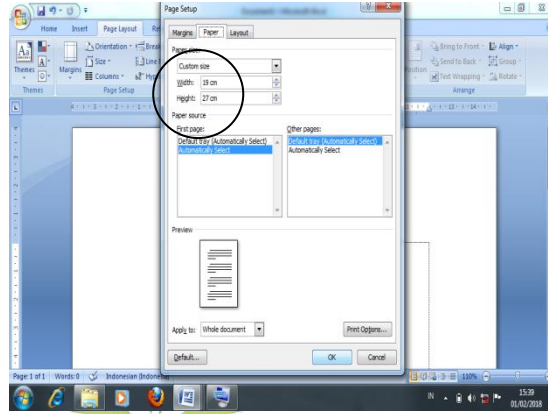 Page Setup
Home Insert Page Layout
Themes
Margins
Orientation
Size
Columns
Themes
Page Setup
Bring to Front
Send to Back
Text Wrapping
Align
Group
Rotate
Arrange
Margins Paper Layout
Paper size:
Custom size
Width: 19 cm
Height: 27 cm
Paper source
First page:
Default tray (Automatically Select)
Automatically Select
Other pages:
Default tray (Automatically Select)
Automatically Select
Preview
Apply to: Whole document
Print Options...
Default...
OK Cancel
Page: 1 of 1 Words: 0 Indonesian
110%
IN
15:39
01/02/2018